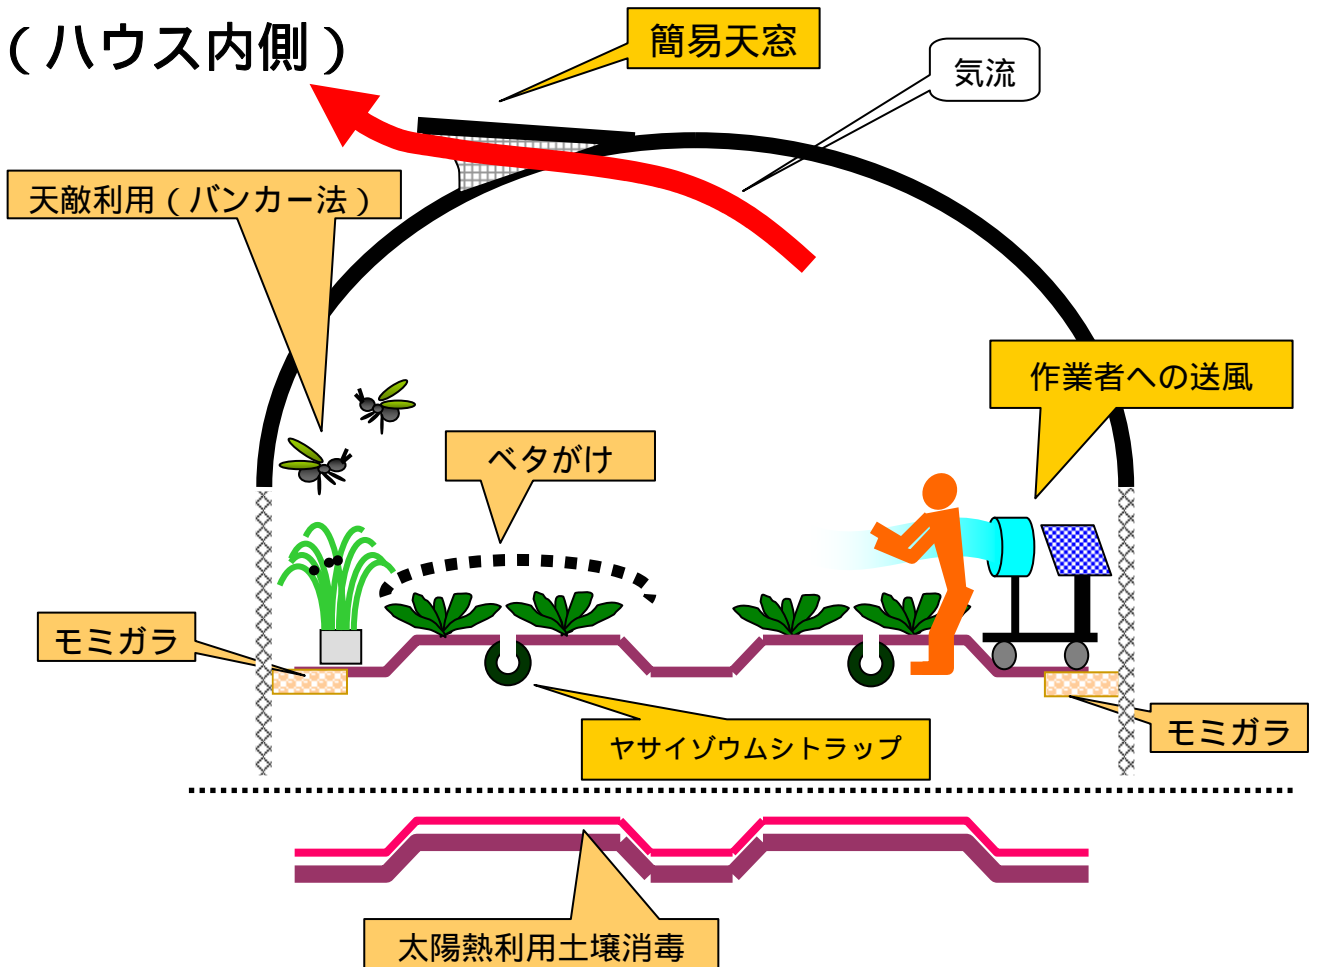 （ハウス内側）
簡易天窓
気流
天敵利用（バンカー法）
作業者への送風
ベタがけ
モミガラ
モミガラ
ヤサイゾウムシトラップ
太陽熱利用土壌消毒